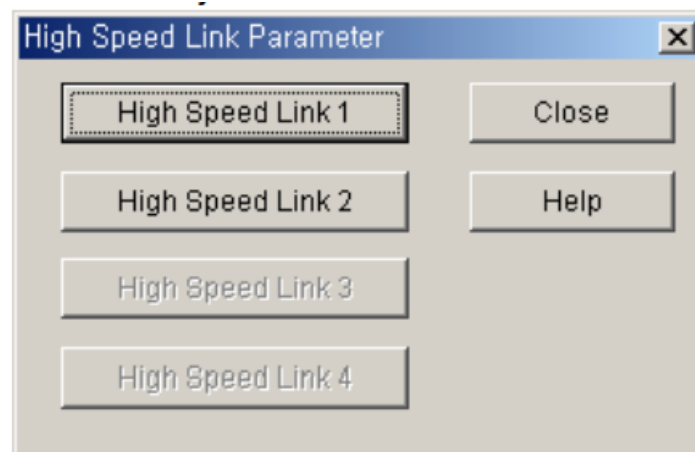 High Speed Link Parameter
High Speed Link 1
Close
High Speed Link 2
Help
High Speed Link 3
High Speed Link 4